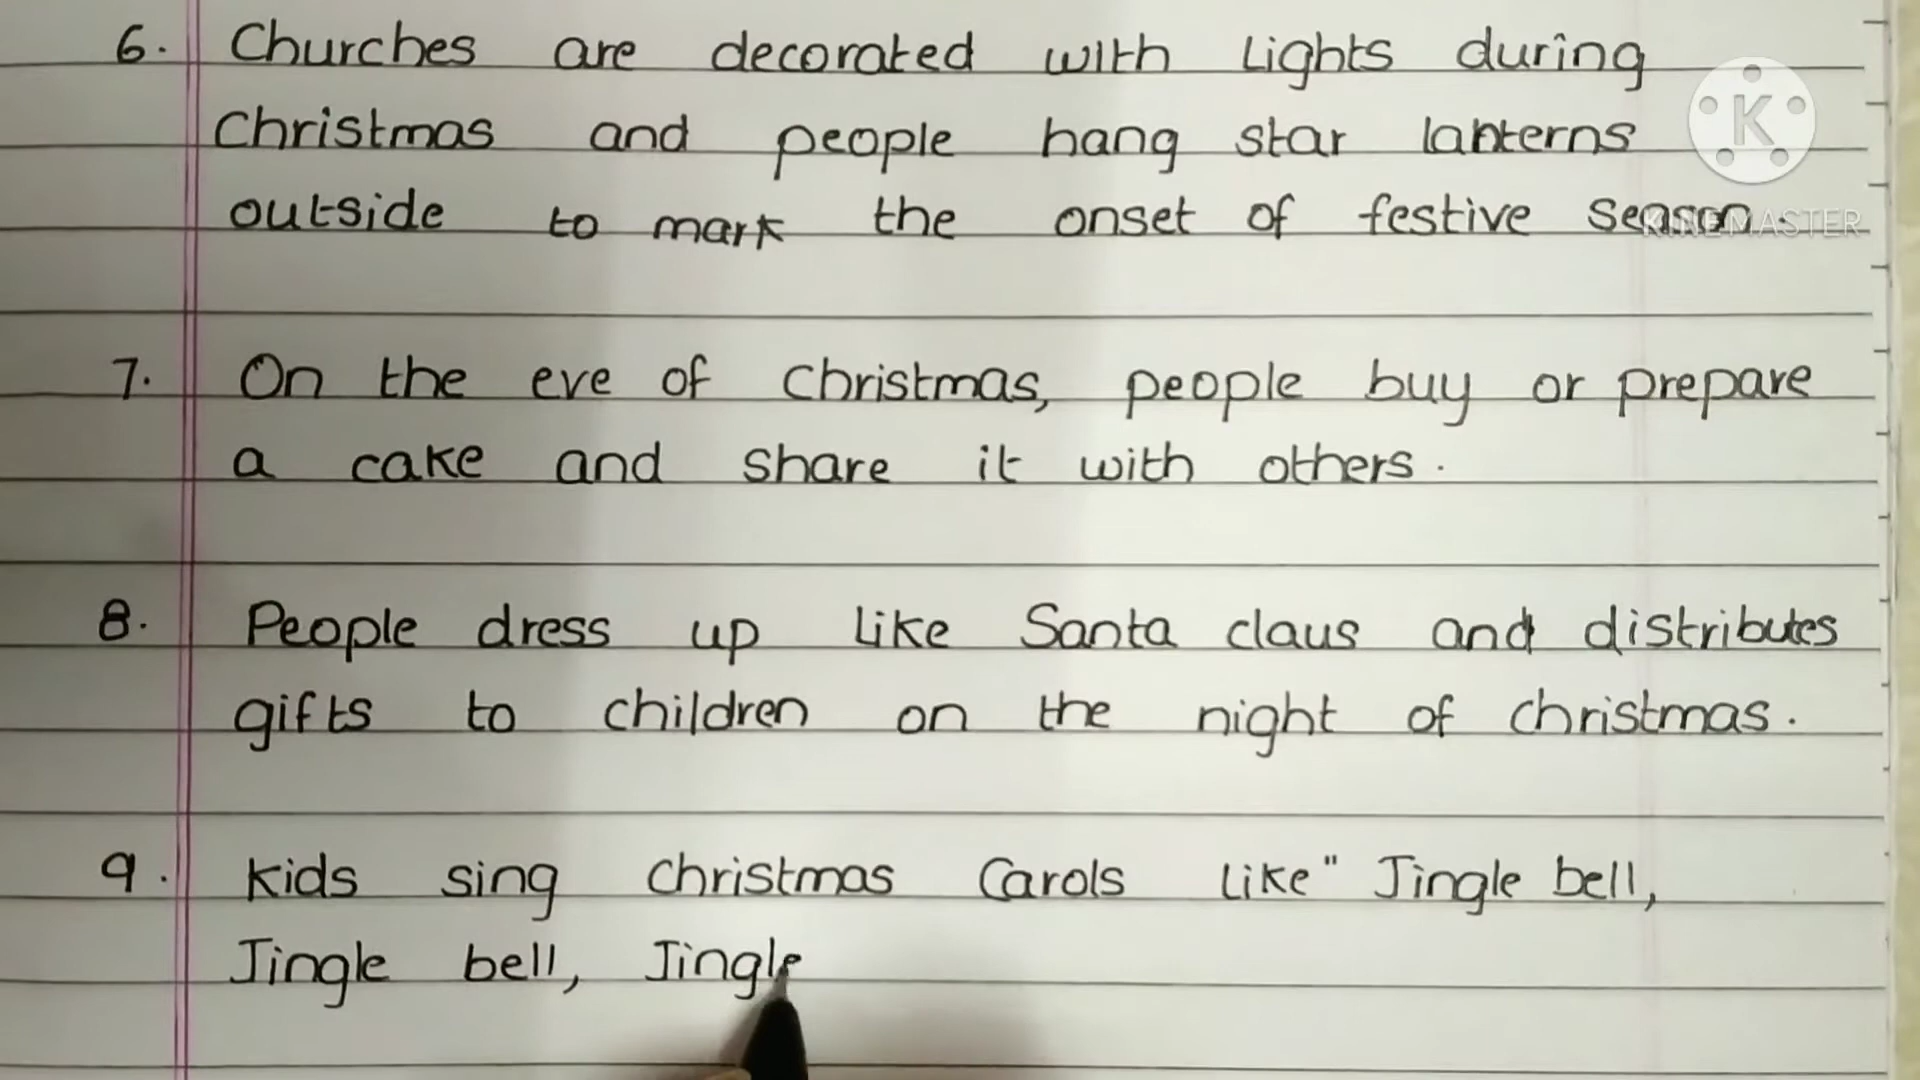 6. Churches are decorated with Lights during
Christmas and people hang star lanterns
outside to mark the onset of festive season.
K
KINEMASTER
7. On the eve of christmas, people buy or prepare
a cake and share it with others.
8. People dress up like Santa claus and distributes
gifts to children on the night of christmas.
9. Kids sing christmas Carols Like" Jingle bell,
Jingle bell, Jingle